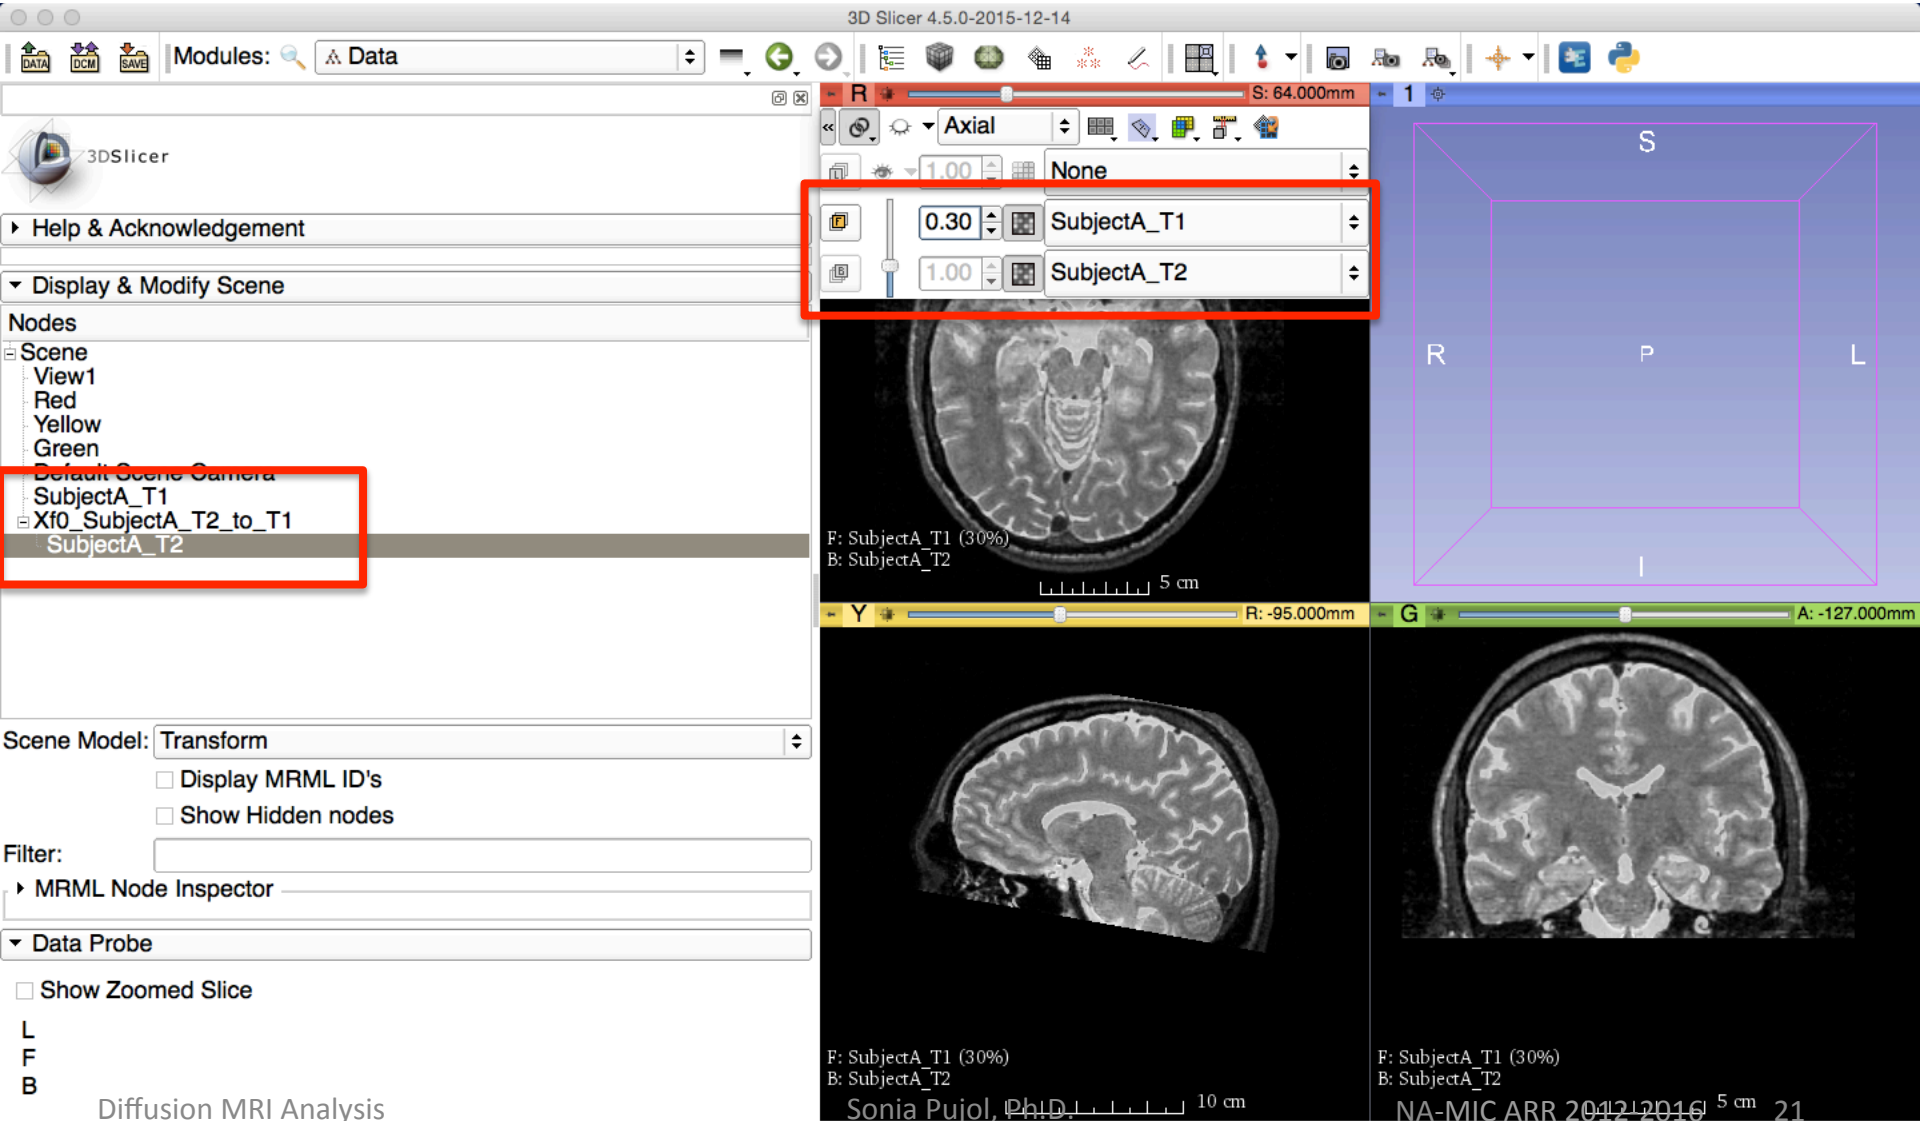 3D Slicer 4.5.0-2015-12-14
DATA DCM SAVE Modules: Data
3DSlicer
Help & Acknowledgement
Display & Modify Scene
Nodes
Scene
View1
Red
Yellow
Green
Default Scene Camera
SubjectA_T1
Xf0_SubjectA_T2_to_T1
SubjectA_T2
Scene Model: Transform
Display MRML ID's
Show Hidden nodes
Filter:
MRML Node Inspector
Data Probe
Show Zoomed Slice
L
F
B
R S: 64.000mm
Axial
L 1.00 None
F 0.30 SubjectA_T1
B 1.00 SubjectA_T2
F: SubjectA_T1 (30%)
B: SubjectA_T2
5 cm
1
S
R P L
I
Y R: -95.000mm
F: SubjectA_T1 (30%)
B: SubjectA_T2
10 cm
G A: -127.000mm
F: SubjectA_T1 (30%)
B: SubjectA_T2
5 cm
Diffusion MRI Analysis
Sonia Pujol, Ph.D.
NA-MIC ARR 2012-2016
21